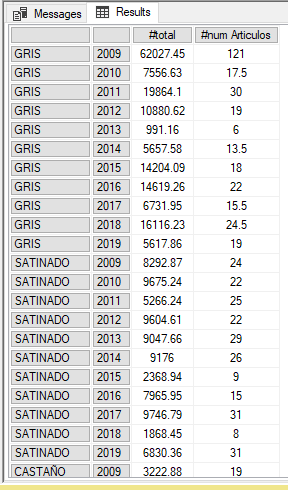 Messages Results
#total #num Articulos
GRIS 2009 62027.45 121
GRIS 2010 7556.63 17.5
GRIS 2011 19864.1 30
GRIS 2012 10880.62 19
GRIS 2013 991.16 6
GRIS 2014 5657.58 13.5
GRIS 2015 14204.09 18
GRIS 2016 14619.26 22
GRIS 2017 6731.95 15.5
GRIS 2018 16116.23 24.5
GRIS 2019 5617.86 19
SATINADO 2009 8292.87 24
SATINADO 2010 9675.24 22
SATINADO 2011 5266.24 25
SATINADO 2012 9604.61 22
SATINADO 2013 9047.66 29
SATINADO 2014 9176 26
SATINADO 2015 2368.94 9
SATINADO 2016 7965.95 15
SATINADO 2017 9746.79 31
SATINADO 2018 1868.45 8
SATINADO 2019 6830.36 31
CASTAÑO 2009 3222.88 19